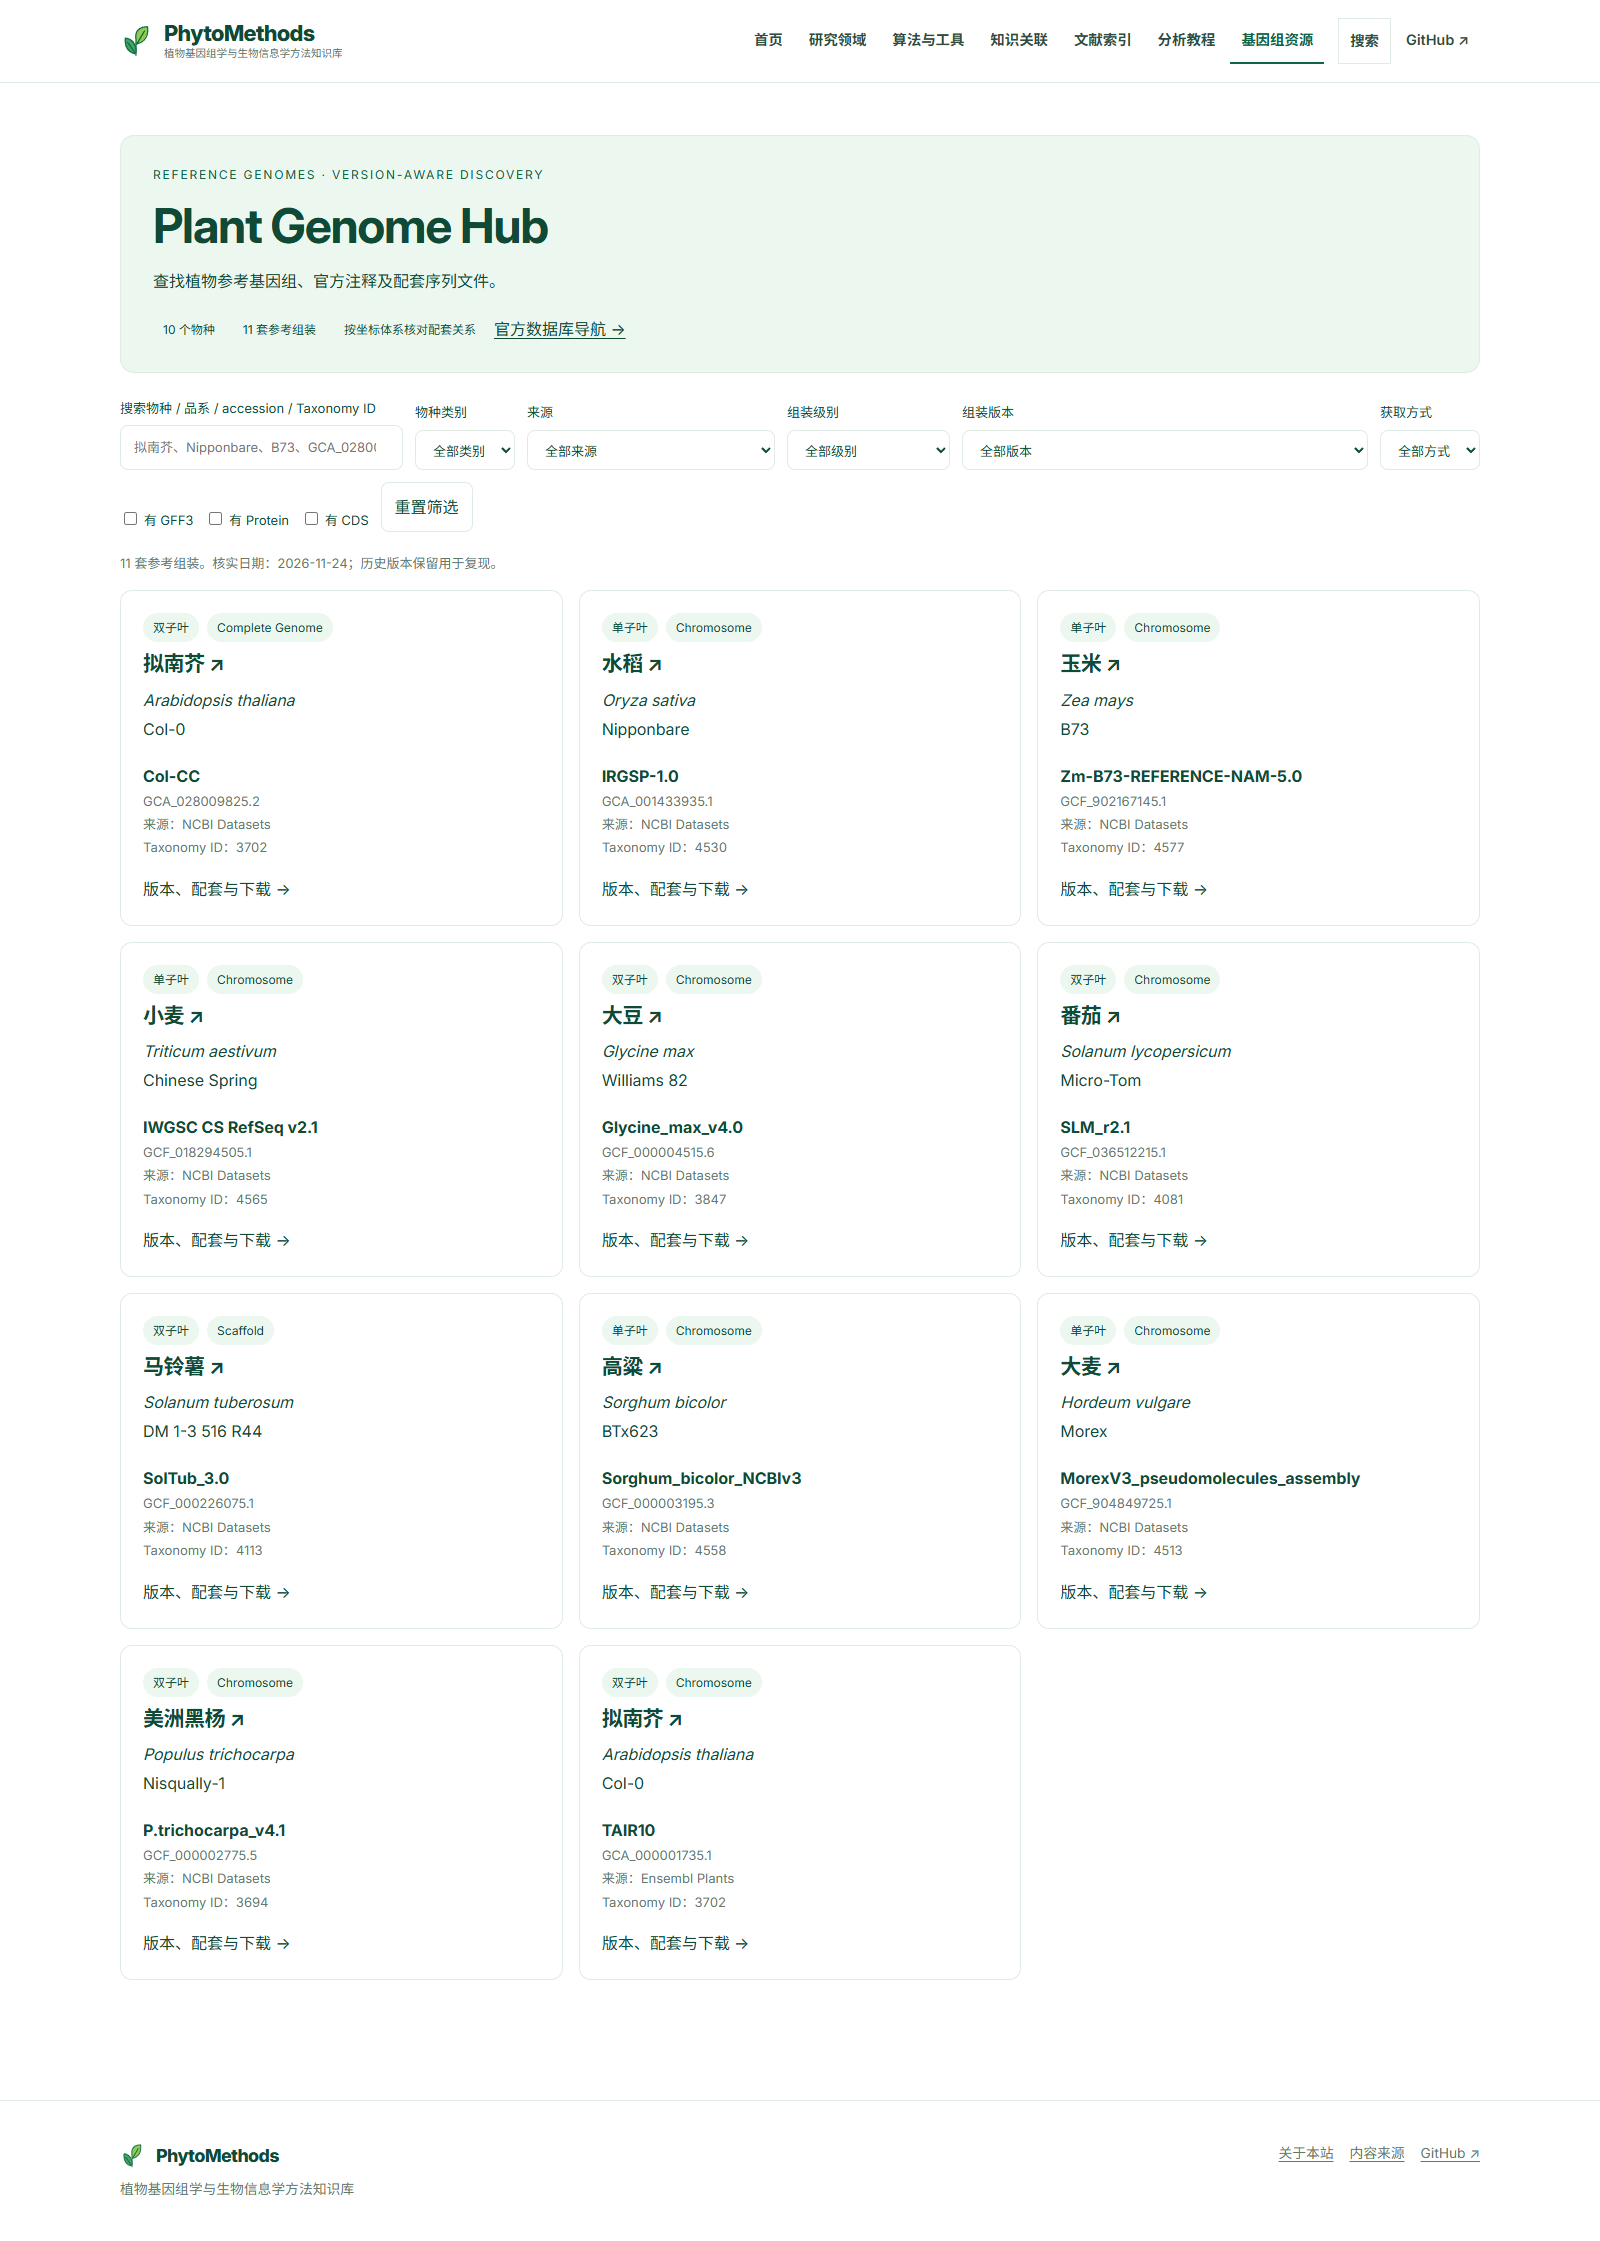 PhytoMethods
植物基因组学与生物信息学方法知识库
首页 研究领域 算法与工具 知识关联 文献索引 分析教程 基因组资源 搜索 GitHub ↗
REFERENCE GENOMES · VERSION-AWARE DISCOVERY
Plant Genome Hub
查找植物参考基因组、官方注释及配套序列文件。
10 个物种 11 套参考组装 按坐标体系核对配套关系 官方数据库导航 →
搜索物种 / 品系 / accession / Taxonomy ID 物种类别 来源 组装级别 组装版本 获取方式
拟南芥、Nipponbare、B73、GCA_0280( 全部类别 全部来源 全部级别 全部版本 全部方式
有 GFF3 有 Protein 有 CDS 重置筛选
11 套参考组装。核实日期：2026-11-24；历史版本保留用于复现。
双子叶 Complete Genome
拟南芥 ↗
Arabidopsis thaliana
Col-0
Col-CC
GCA_028009825.2
来源：NCBI Datasets
Taxonomy ID：3702
版本、配套与下载 →
单子叶 Chromosome
水稻 ↗
Oryza sativa
Nipponbare
IRGSP-1.0
GCA_001433935.1
来源：NCBI Datasets
Taxonomy ID：4530
版本、配套与下载 →
单子叶 Chromosome
玉米 ↗
Zea mays
B73
Zm-B73-REFERENCE-NAM-5.0
GCF_902167145.1
来源：NCBI Datasets
Taxonomy ID：4577
版本、配套与下载 →
单子叶 Chromosome
小麦 ↗
Triticum aestivum
Chinese Spring
IWGSC CS RefSeq v2.1
GCF_018294505.1
来源：NCBI Datasets
Taxonomy ID：4565
版本、配套与下载 →
双子叶 Chromosome
大豆 ↗
Glycine max
Williams 82
Glycine_max_v4.0
GCF_000004515.6
来源：NCBI Datasets
Taxonomy ID：3847
版本、配套与下载 →
双子叶 Chromosome
番茄 ↗
Solanum lycopersicum
Micro-Tom
SLM_r2.1
GCF_036512215.1
来源：NCBI Datasets
Taxonomy ID：4081
版本、配套与下载 →
双子叶 Scaffold
马铃薯 ↗
Solanum tuberosum
DM 1-3 516 R44
SolTub_3.0
GCF_000226075.1
来源：NCBI Datasets
Taxonomy ID：4113
版本、配套与下载 →
单子叶 Chromosome
高粱 ↗
Sorghum bicolor
BTx623
Sorghum_bicolor_NCBIv3
GCF_000003195.3
来源：NCBI Datasets
Taxonomy ID：4558
版本、配套与下载 →
单子叶 Chromosome
大麦 ↗
Hordeum vulgare
Morex
MorexV3_pseudomolecules_assembly
GCF_904849725.1
来源：NCBI Datasets
Taxonomy ID：4513
版本、配套与下载 →
双子叶 Chromosome
美洲黑杨 ↗
Populus trichocarpa
Nisqually-1
P.trichocarpa_v4.1
GCF_000002775.5
来源：NCBI Datasets
Taxonomy ID：3694
版本、配套与下载 →
双子叶 Chromosome
拟南芥 ↗
Arabidopsis thaliana
Col-0
TAIR10
GCA_000001735.1
来源：Ensembl Plants
Taxonomy ID：3702
版本、配套与下载 →
PhytoMethods
植物基因组学与生物信息学方法知识库
关于本站 内容来源 GitHub ↗